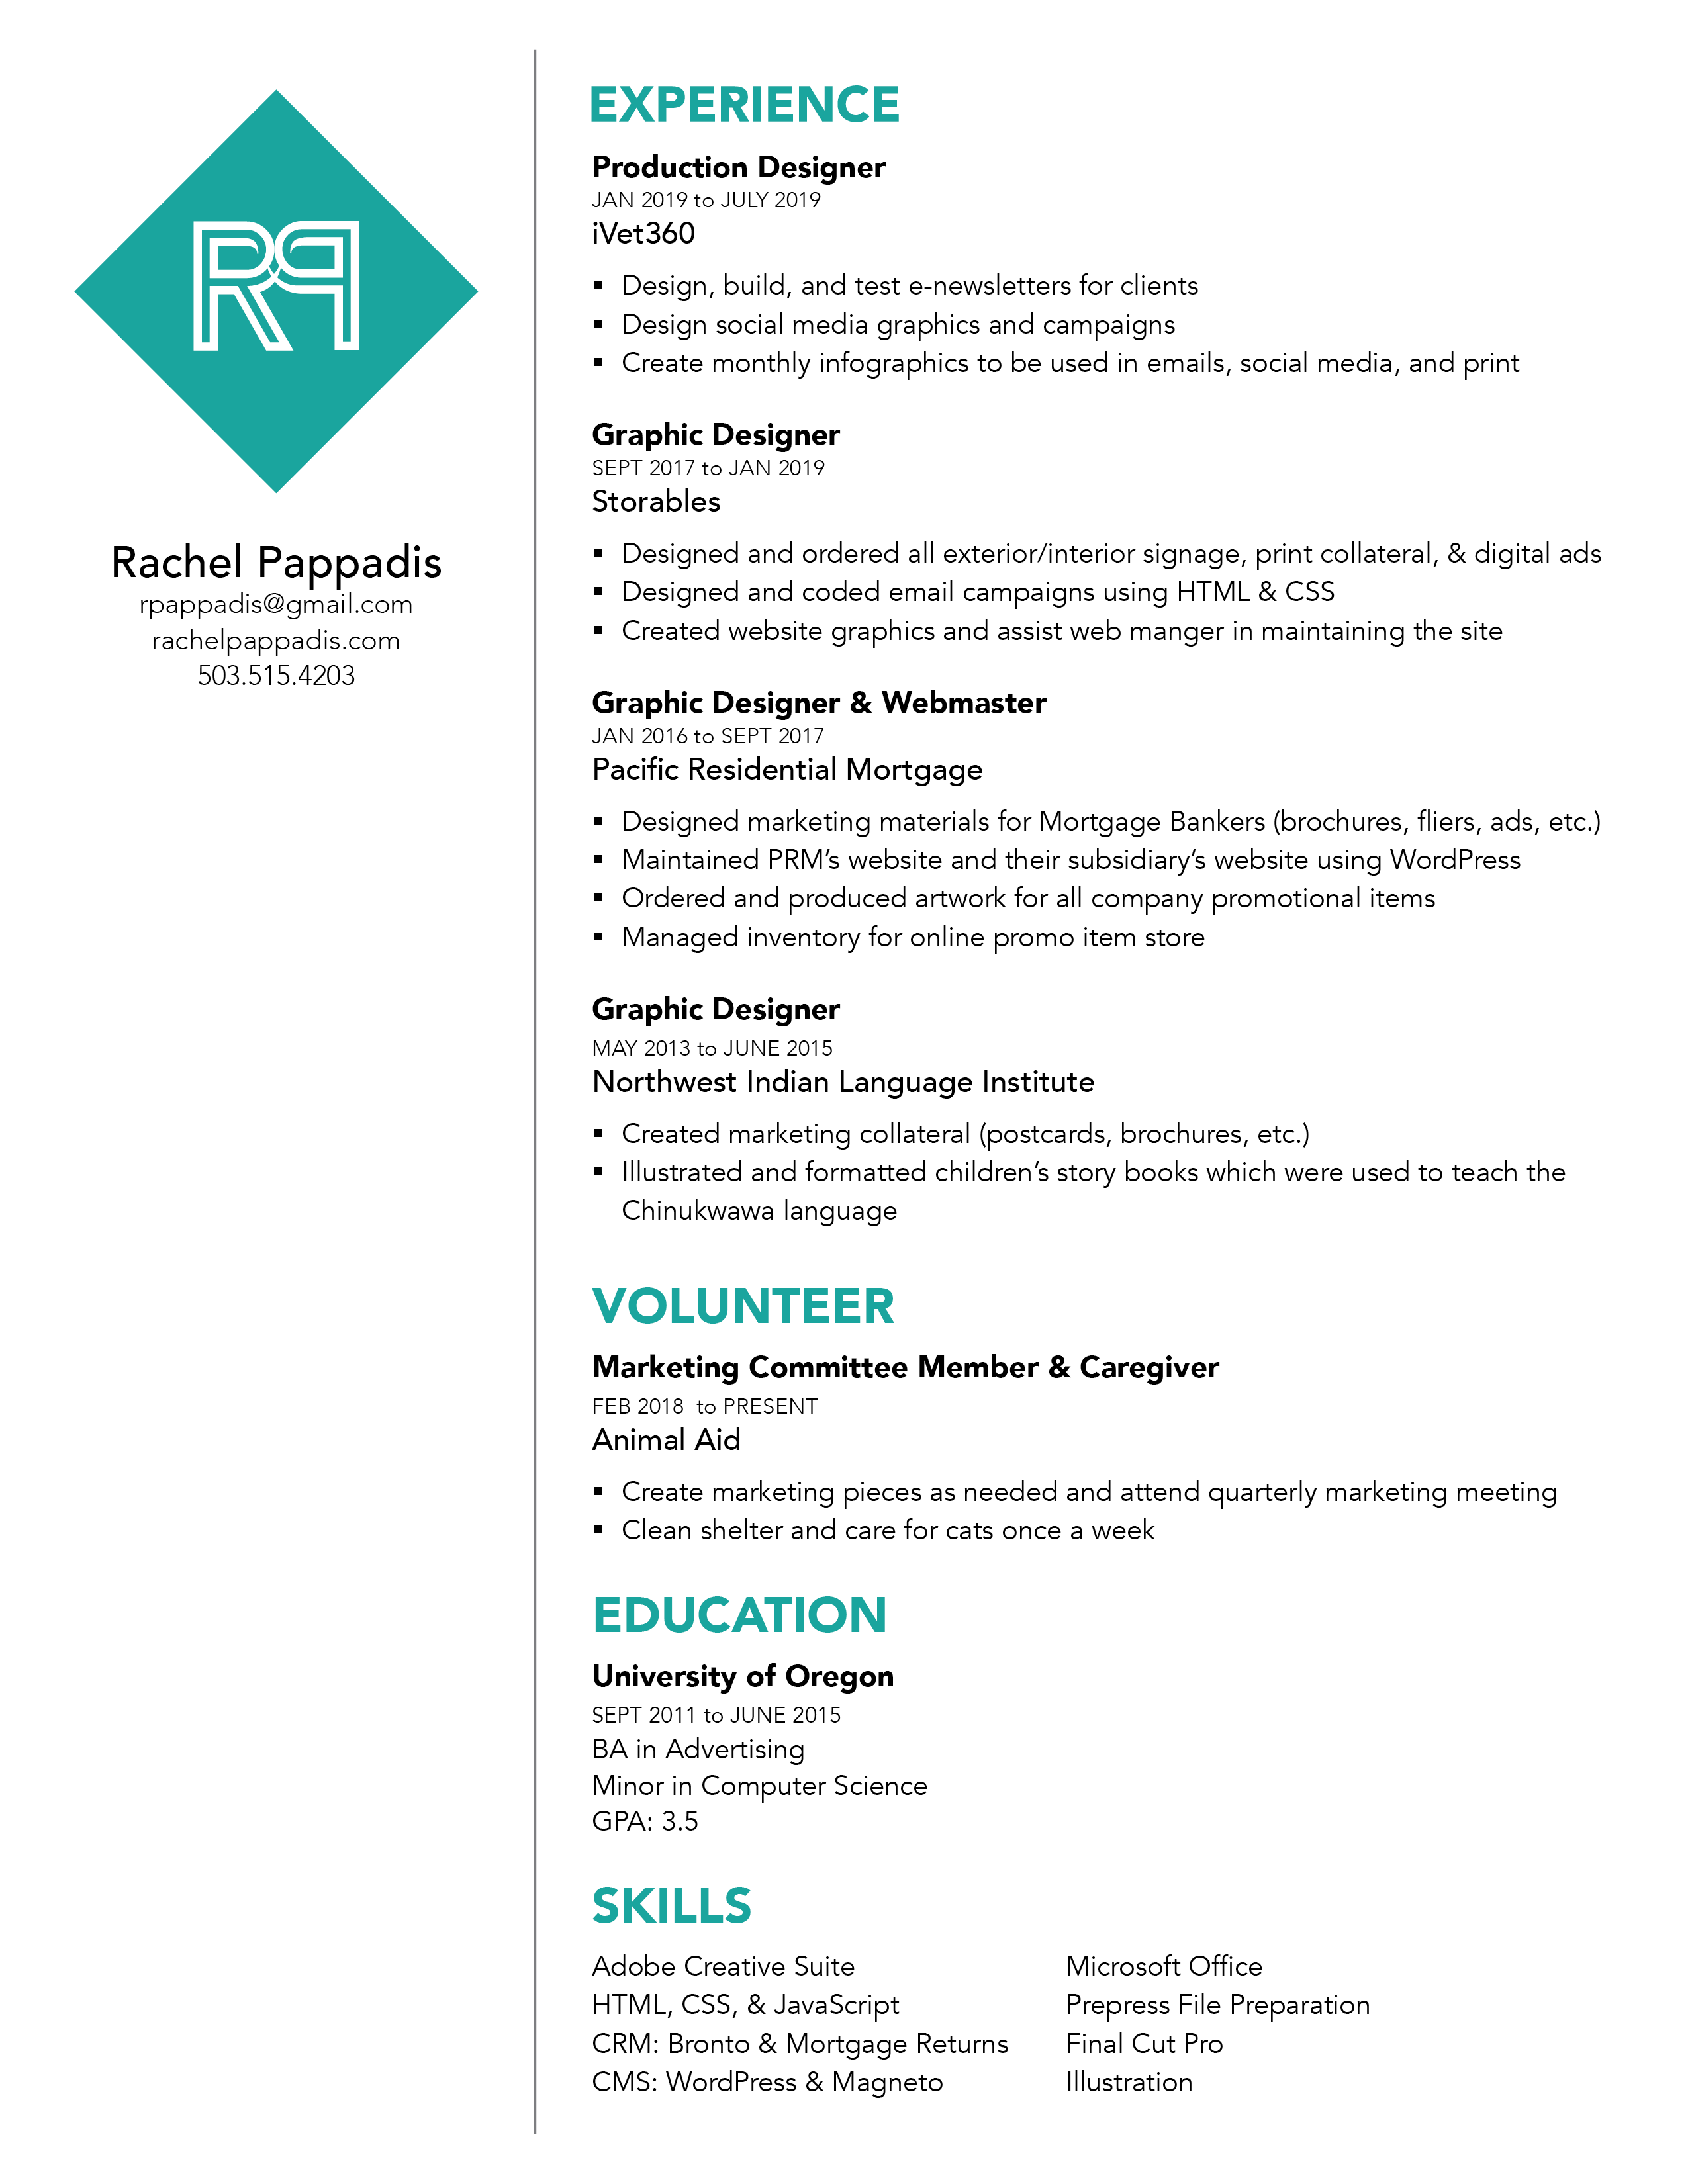 RP
Rachel Pappadis
rpappadis@gmail.com
rachelpappadis.com
503.515.4203
EXPERIENCE
Production Designer
JAN 2019 to JULY 2019
iVet360
▪ Design, build, and test e-newsletters for clients
▪ Design social media graphics and campaigns
▪ Create monthly infographics to be used in emails, social media, and print
Graphic Designer
SEPT 2017 to JAN 2019
Storables
▪ Designed and ordered all exterior/interior signage, print collateral, & digital ads
▪ Designed and coded email campaigns using HTML & CSS
▪ Created website graphics and assist web manger in maintaining the site
Graphic Designer & Webmaster
JAN 2016 to SEPT 2017
Pacific Residential Mortgage
▪ Designed marketing materials for Mortgage Bankers (brochures, fliers, ads, etc.)
▪ Maintained PRM’s website and their subsidiary’s website using WordPress
▪ Ordered and produced artwork for all company promotional items
▪ Managed inventory for online promo item store
Graphic Designer
MAY 2013 to JUNE 2015
Northwest Indian Language Institute
▪ Created marketing collateral (postcards, brochures, etc.)
▪ Illustrated and formatted children’s story books which were used to teach the
Chinukwawa language
VOLUNTEER
Marketing Committee Member & Caregiver
FEB 2018 to PRESENT
Animal Aid
▪ Create marketing pieces as needed and attend quarterly marketing meeting
▪ Clean shelter and care for cats once a week
EDUCATION
University of Oregon
SEPT 2011 to JUNE 2015
BA in Advertising
Minor in Computer Science
GPA: 3.5
SKILLS
Adobe Creative Suite
HTML, CSS, & JavaScript
CRM: Bronto & Mortgage Returns
CMS: WordPress & Magneto
Microsoft Office
Prepress File Preparation
Final Cut Pro
Illustration